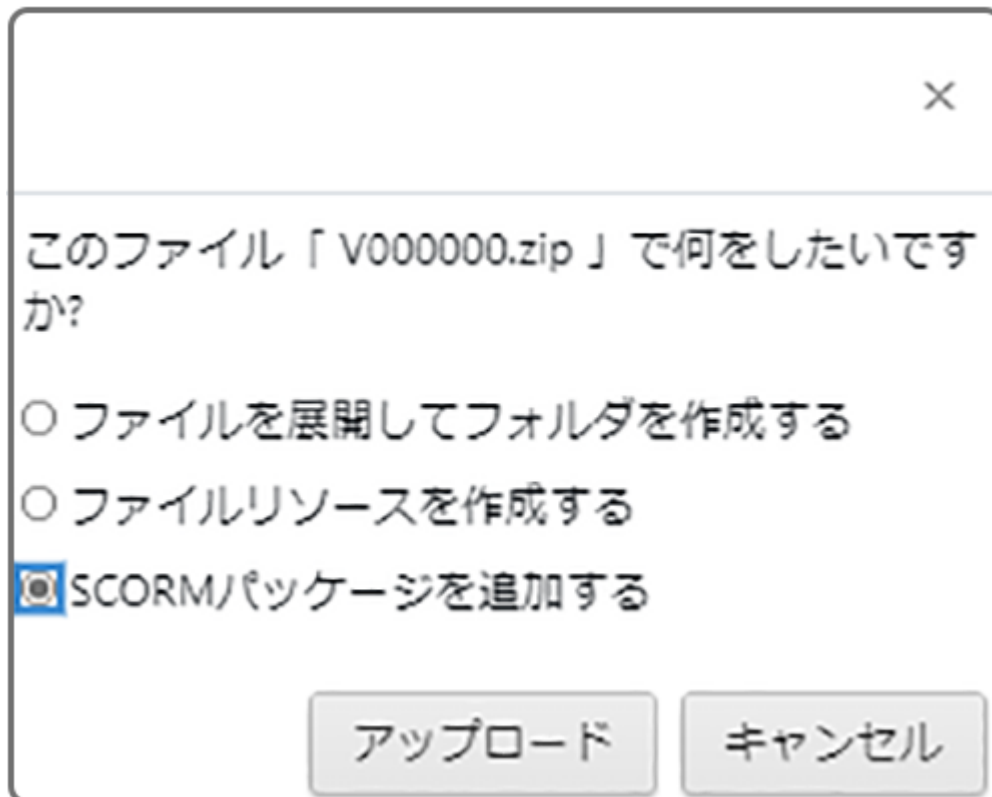 このファイル「 V000000.zip 」で何をしたいです
か?
ファイルを展開してフォルダを作成する
ファイルリソースを作成する
SCORMパッケージを追加する
アップロード キャンセル